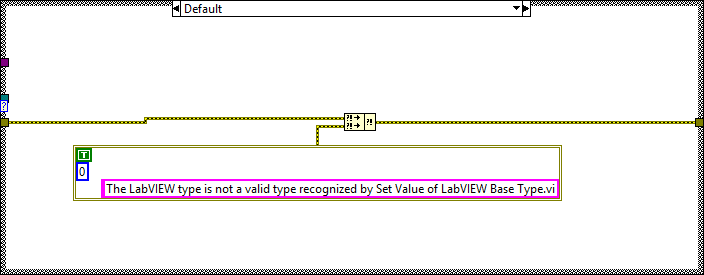 Default
?
?! ?!
?!
T
0
The LabVIEW type is not a valid type recognized by Set Value of LabVIEW Base Type.vi